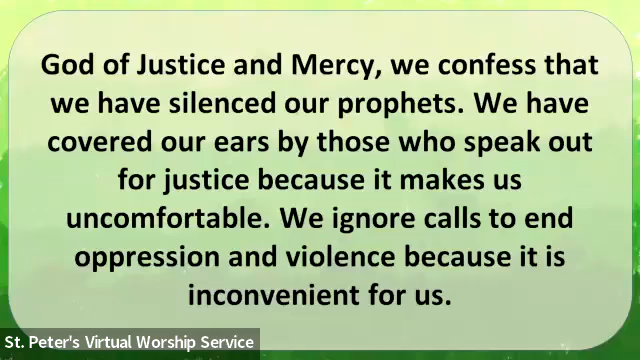 God of Justice and Mercy, we confess that
we have silenced our prophets. We have
covered our ears by those who speak out
for justice because it makes us
uncomfortable. We ignore calls to end
oppression and violence because it is
inconvenient for us.
St. Peter's Virtual Worship Service